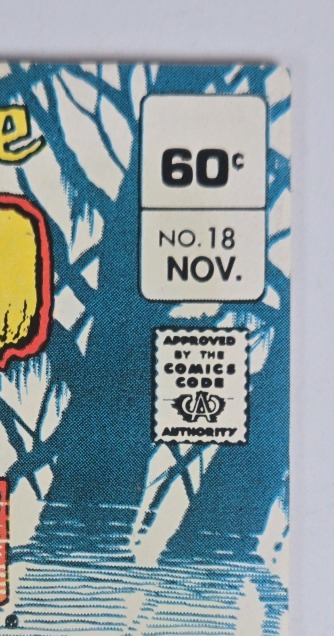 e
60¢
NO. 18
NOV.
APPROVED
BY THE
COMICS
CODE
CA
AUTHORITY